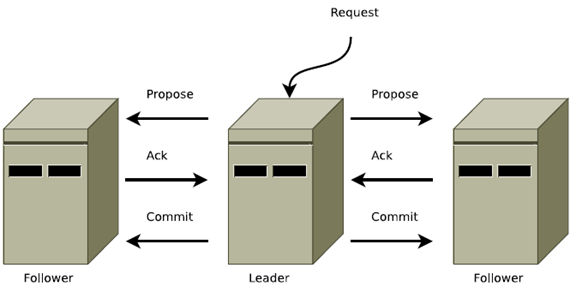 Request
Propose
Propose
Ack
Ack
Commit
Commit
Follower
Leader
Follower